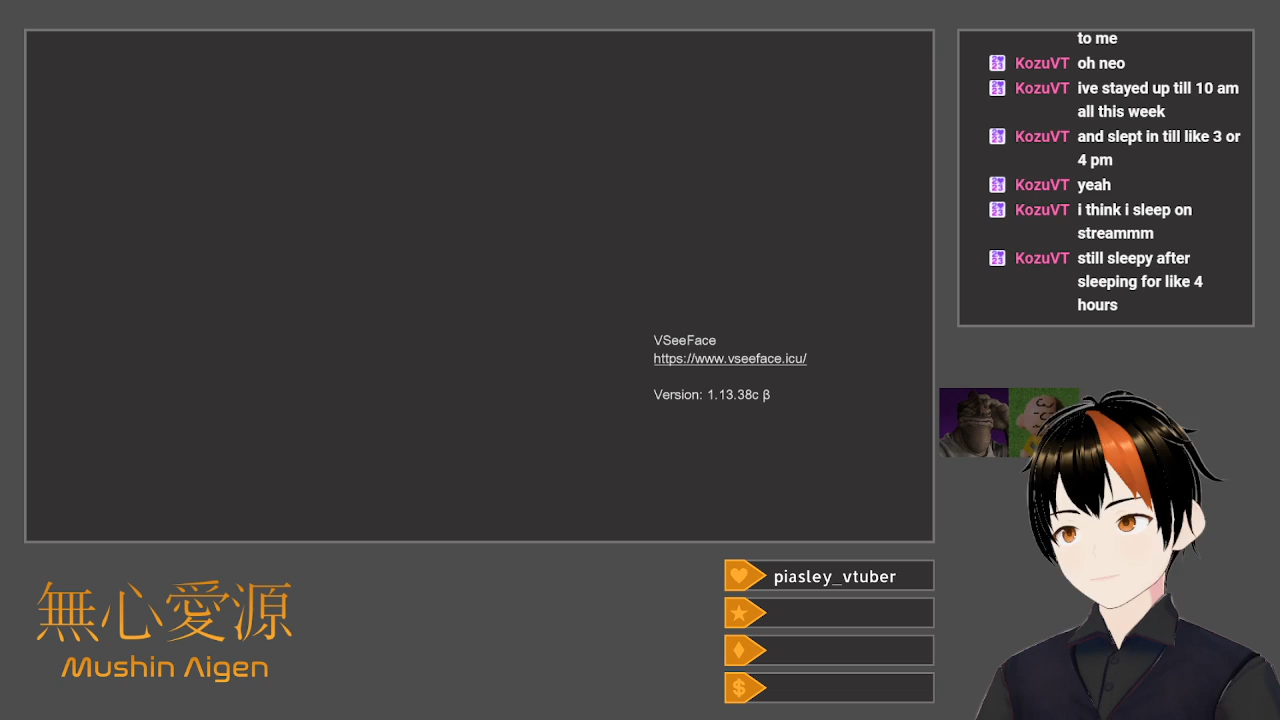 to me
KozuVT oh neo
KozuVT ive stayed up till 10 am
all this week
KozuVT and slept in till like 3 or
4 pm
KozuVT yeah
KozuVT i think i sleep on
streammm
KozuVT still sleepy after
sleeping for like 4
hours
VSeeFace
https://www.vseeface.icu/
Version: 1.13.38c β
piasley_vtuber
無心愛源
Mushin Aigen